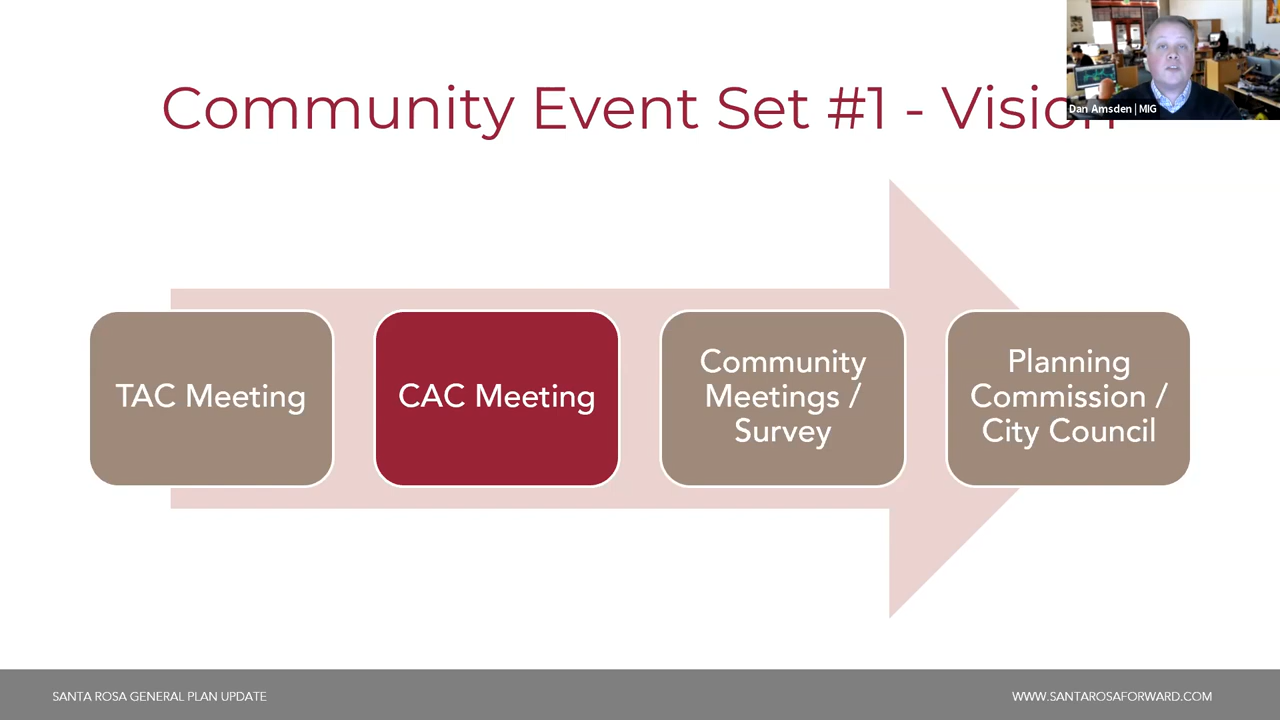 Community Event Set #1 - Vision
Dan Amsden | MIG
TAC Meeting
CAC Meeting
Community
Meetings /
Survey
Planning
Commission /
City Council
SANTA ROSA GENERAL PLAN UPDATE
WWW.SANTAROSAFORWARD.COM